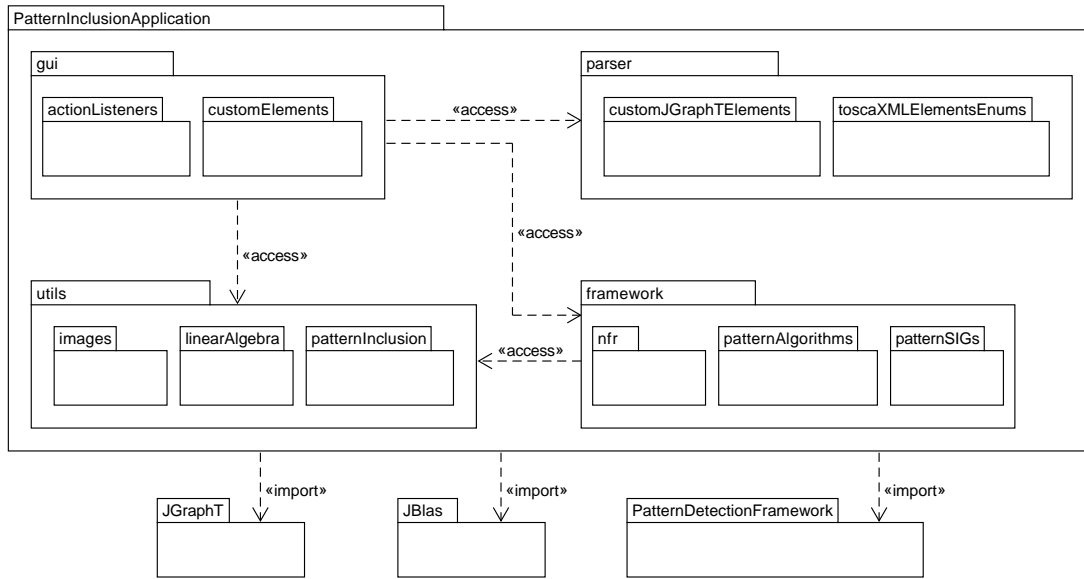 PatternInclusionApplication
gui
parser
actionListeners
customElements
«access»
customJGraphTElements
toscaXMLElementsEnums
«access»
«access»
utils
framework
images
linearAlgebra
patternInclusion
«access»
nfr
patternAlgorithms
patternSIGs
«import»
«import»
«import»
JGraphT
JBlas
PatternDetectionFramework